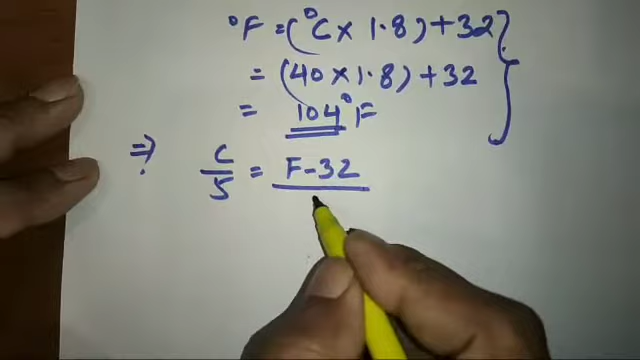 °F = (°C × 1.8) + 32
= (40 × 1.8) + 32
= 104°F
⇒ C/5 = F-32